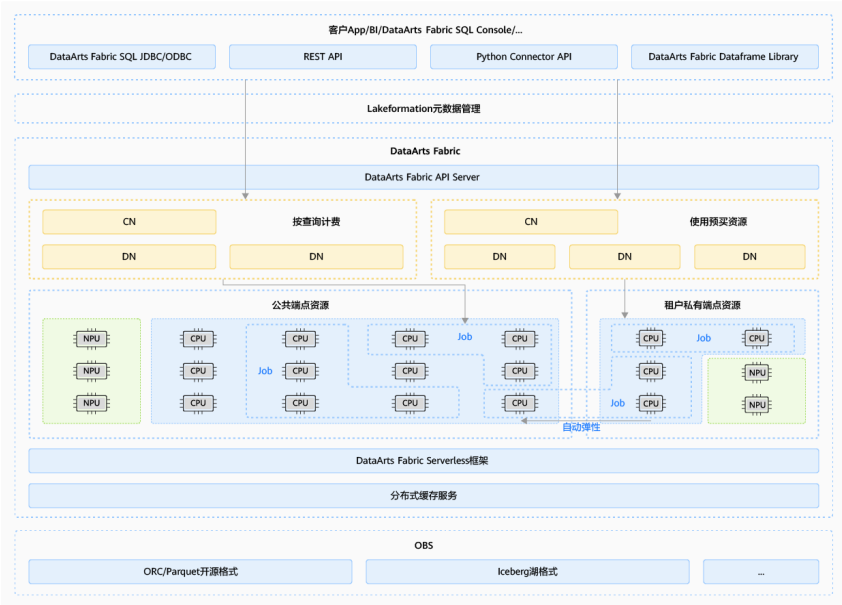 客户App/BI/DataArts Fabric SQL Console/...
DataArts Fabric SQL JDBC/ODBC
REST API
Python Connector API
DataArts Fabric Dataframe Library
Lakeformation元数据管理
DataArts Fabric
DataArts Fabric API Server
CN
按查询计费
DN
DN
CN
使用预买资源
DN
DN
DN
公共端点资源
NPU
CPU
CPU
CPU
Job
CPU
NPU
CPU
Job
CPU
CPU
CPU
NPU
CPU
CPU
CPU
CPU
租户私有端点资源
CPU
Job
CPU
CPU
NPU
Job
CPU
NPU
自动弹性
DataArts Fabric Serverless框架
分布式缓存服务
OBS
ORC/Parquet开源格式
Iceberg湖格式
...